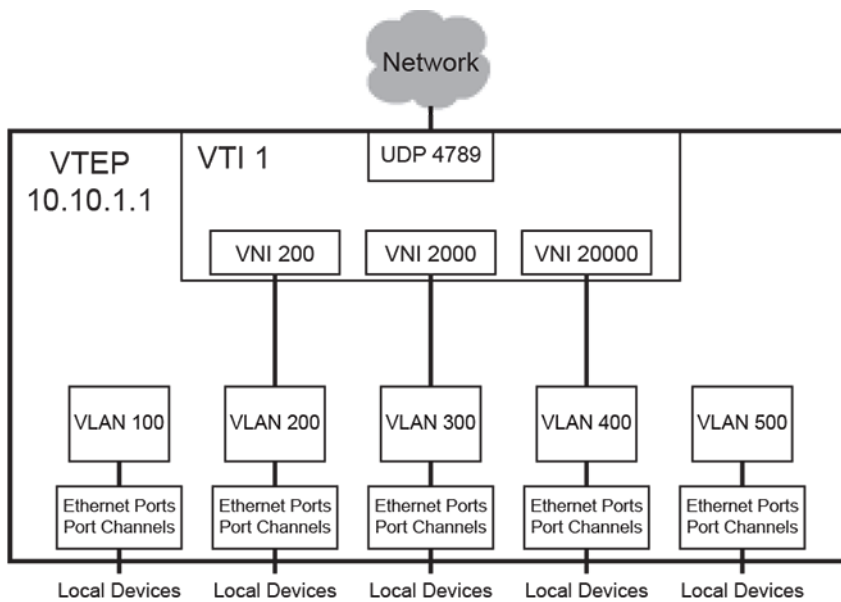 Network
VTEP
10.10.1.1
VTI 1
UDP 4789
VNI 200
VNI 2000
VNI 20000
VLAN 100
VLAN 200
VLAN 300
VLAN 400
VLAN 500
Ethernet Ports
Port Channels
Ethernet Ports
Port Channels
Ethernet Ports
Port Channels
Ethernet Ports
Port Channels
Ethernet Ports
Port Channels
Local Devices
Local Devices
Local Devices
Local Devices
Local Devices